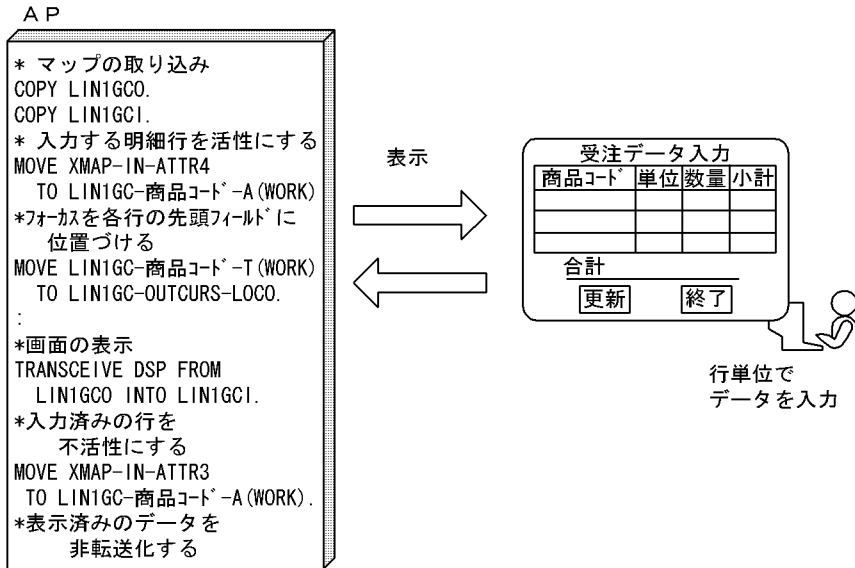 ＡＰ
* マップの取り込み
COPY LIN1GCO.
COPY LIN1GCI.
* 入力する明細行を活性にする
MOVE XMAP-IN-ATTR4
TO LIN1GC-商品ｺｰﾄﾞ-A(WORK)
*ﾌｫｰｶｽを各行の先頭ﾌｨｰﾙﾄﾞに
位置づける
MOVE LIN1GC-商品ｺｰﾄﾞ-T(WORK)
TO LIN1GC-OUTCURS-LOCO.
:
*画面の表示
TRANSCEIVE DSP FROM
LIN1GCO INTO LIN1GCI.
*入力済みの行を
不活性にする
MOVE XMAP-IN-ATTR3
TO LIN1GC-商品ｺｰﾄﾞ-A(WORK).
*表示済みのデータを
非転送化する
表示
受注データ入力
商品ｺｰﾄﾞ 単位 数量 小計
合計
更新 終了
行単位で
データを入力